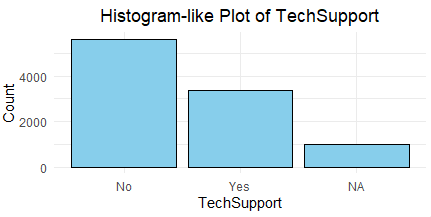 Histogram-like Plot of TechSupport
Count
4000
2000
0
No Yes NA
TechSupport